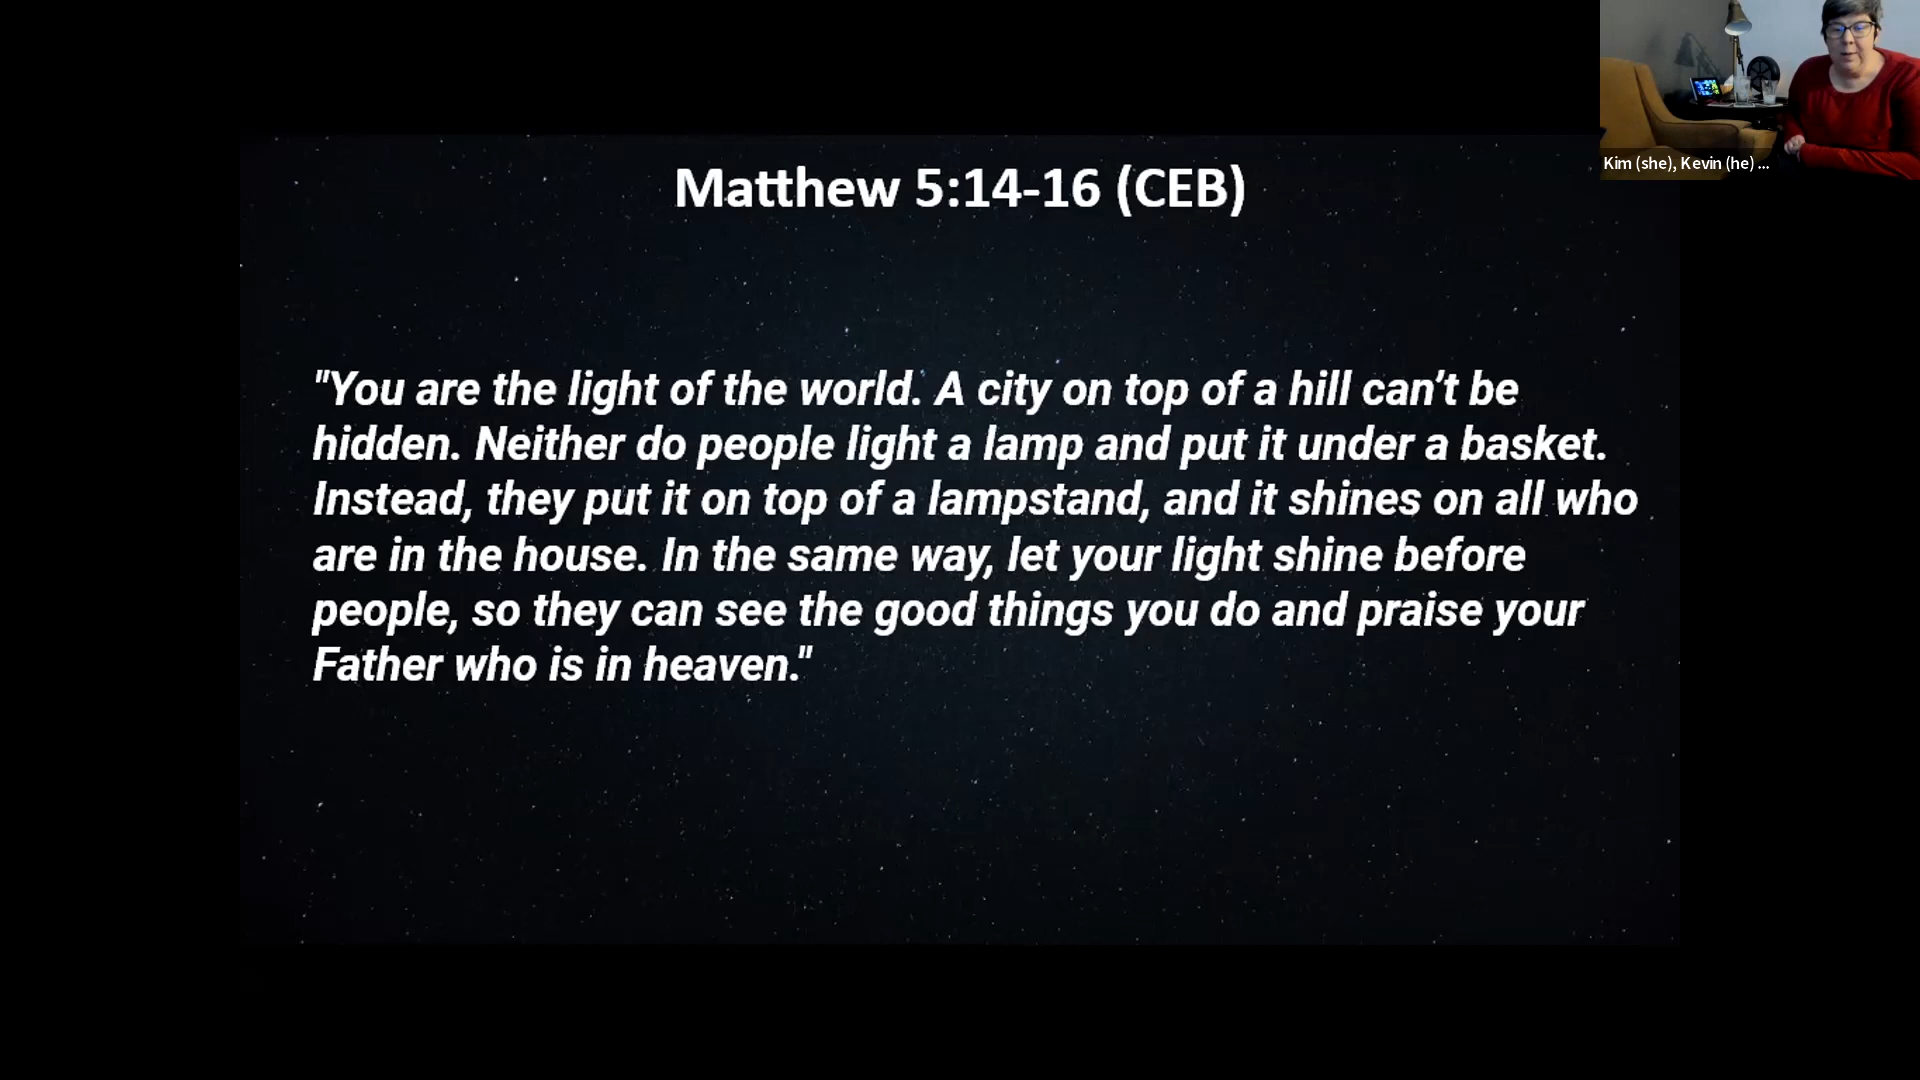 Matthew 5:14-16 (CEB)
"You are the light of the world. A city on top of a hill can’t be
hidden. Neither do people light a lamp and put it under a basket.
Instead, they put it on top of a lampstand, and it shines on all who
are in the house. In the same way, let your light shine before
people, so they can see the good things you do and praise your
Father who is in heaven."
Kim (she), Kevin (he) ...